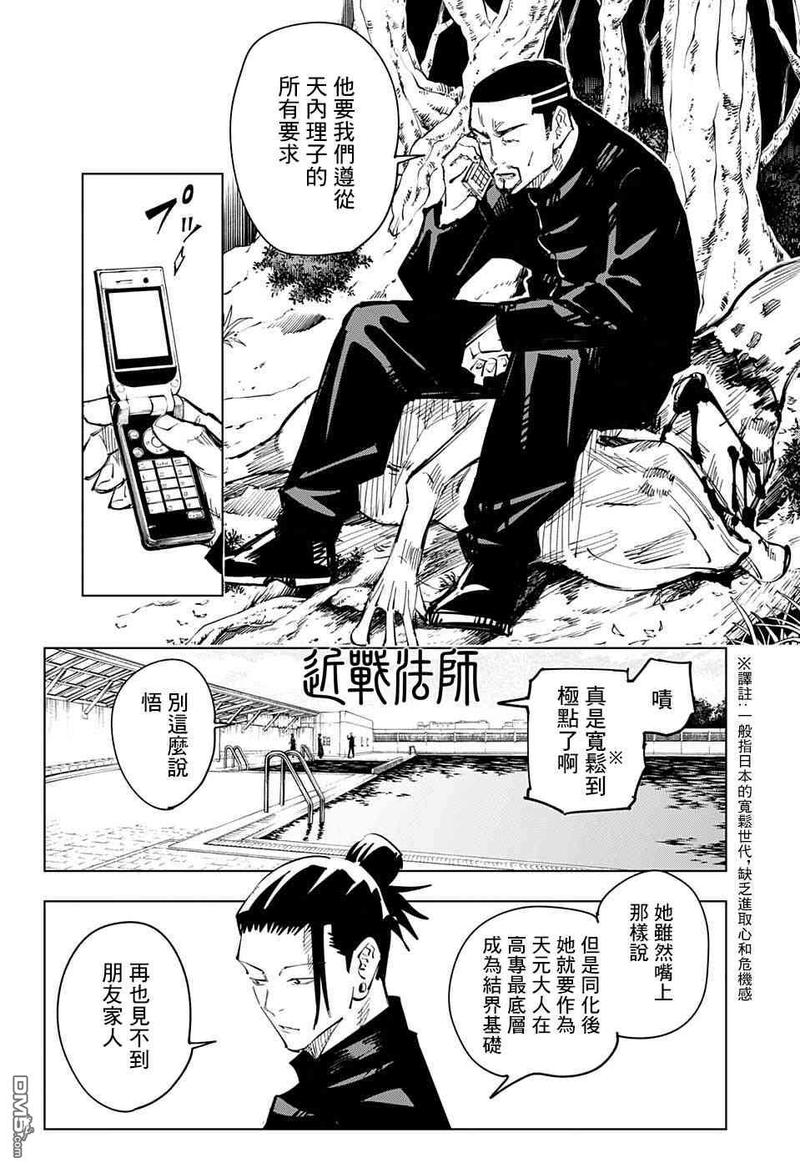 他要我們遵從
天內理子的
所有要求
プツ
嘖
真是寬鬆到
極點了啊
※
近戰法師
別這麼說
悟
※譯註:一般指日本的寬鬆世代,缺乏進取心和危機感
她雖然嘴上
那樣說
但是同化後
她就要作為
天元大人在
高專最底層
成為結界基礎
再也見不到
朋友家人
DM5.com